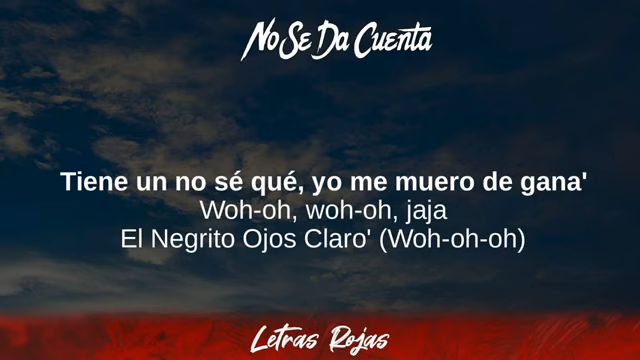 No Se Da Cuenta
Tiene un no sé qué, yo me muero de gana'
Woh-oh, woh-oh, jaja
El Negrito Ojos Claro' (Woh-oh-oh)
Letras Rojas